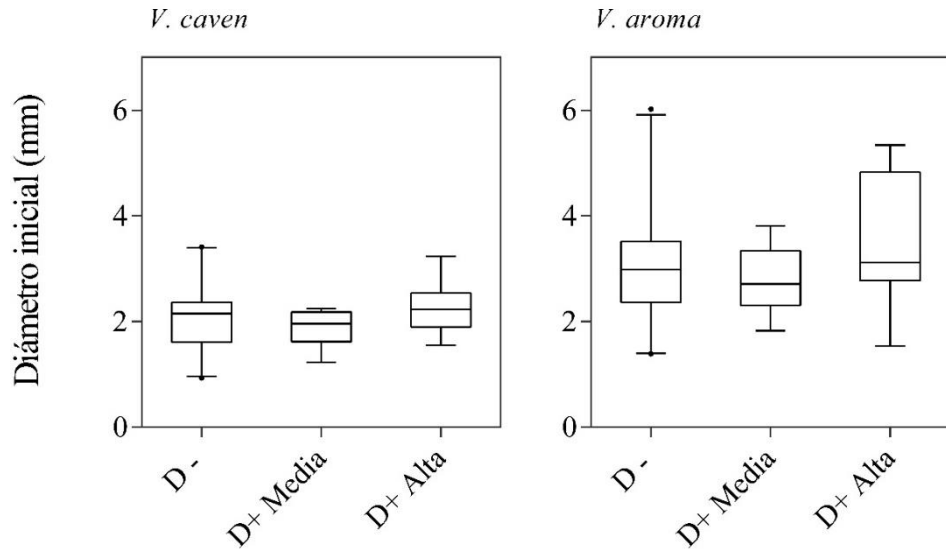 V. caven
V. aroma
Diámetro inicial (mm)
6
4
2
0
D -
D+ Media
D+ Alta
6
4
2
0
D -
D+ Media
D+ Alta